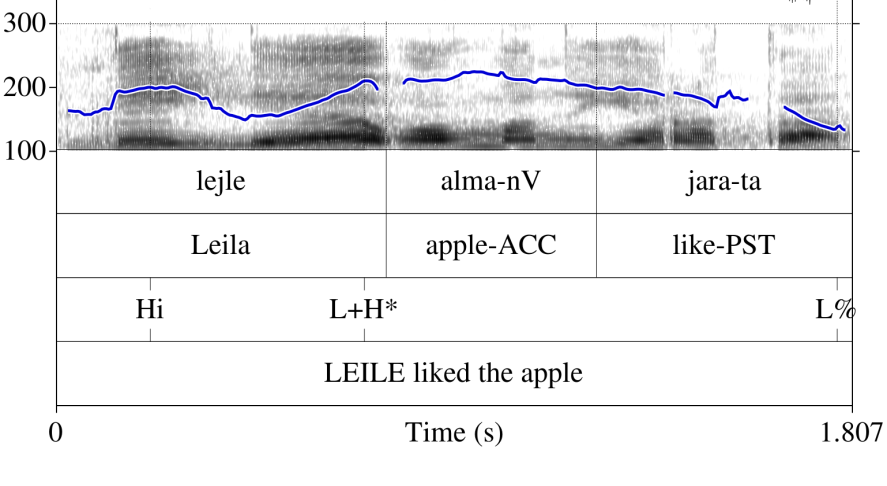 300
200
100
lejle alma-nV jara-ta
Leila apple-ACC like-PST
Hi L+H* L%
LEILE liked the apple
0 Time (s) 1.807